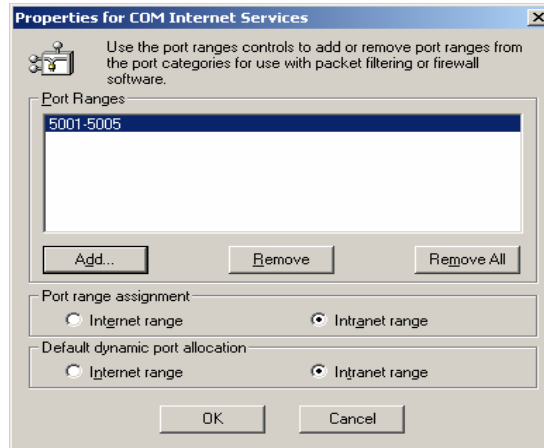 Properties for COM Internet Services
Use the port ranges controls to add or remove port ranges from
the port categories for use with packet filtering or firewall
software.
Port Ranges
5001-5005
Add...
Remove
Remove All
Port range assignment
Internet range
Intranet range
Default dynamic port allocation
Internet range
Intranet range
OK
Cancel